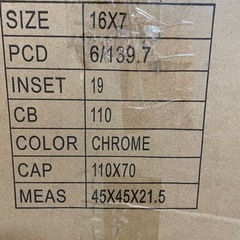 SIZE 16X7
PCD 6/139.7
INSET 19
CB 110
COLOR CHROME
CAP 110X70
MEAS 45X45X21.5